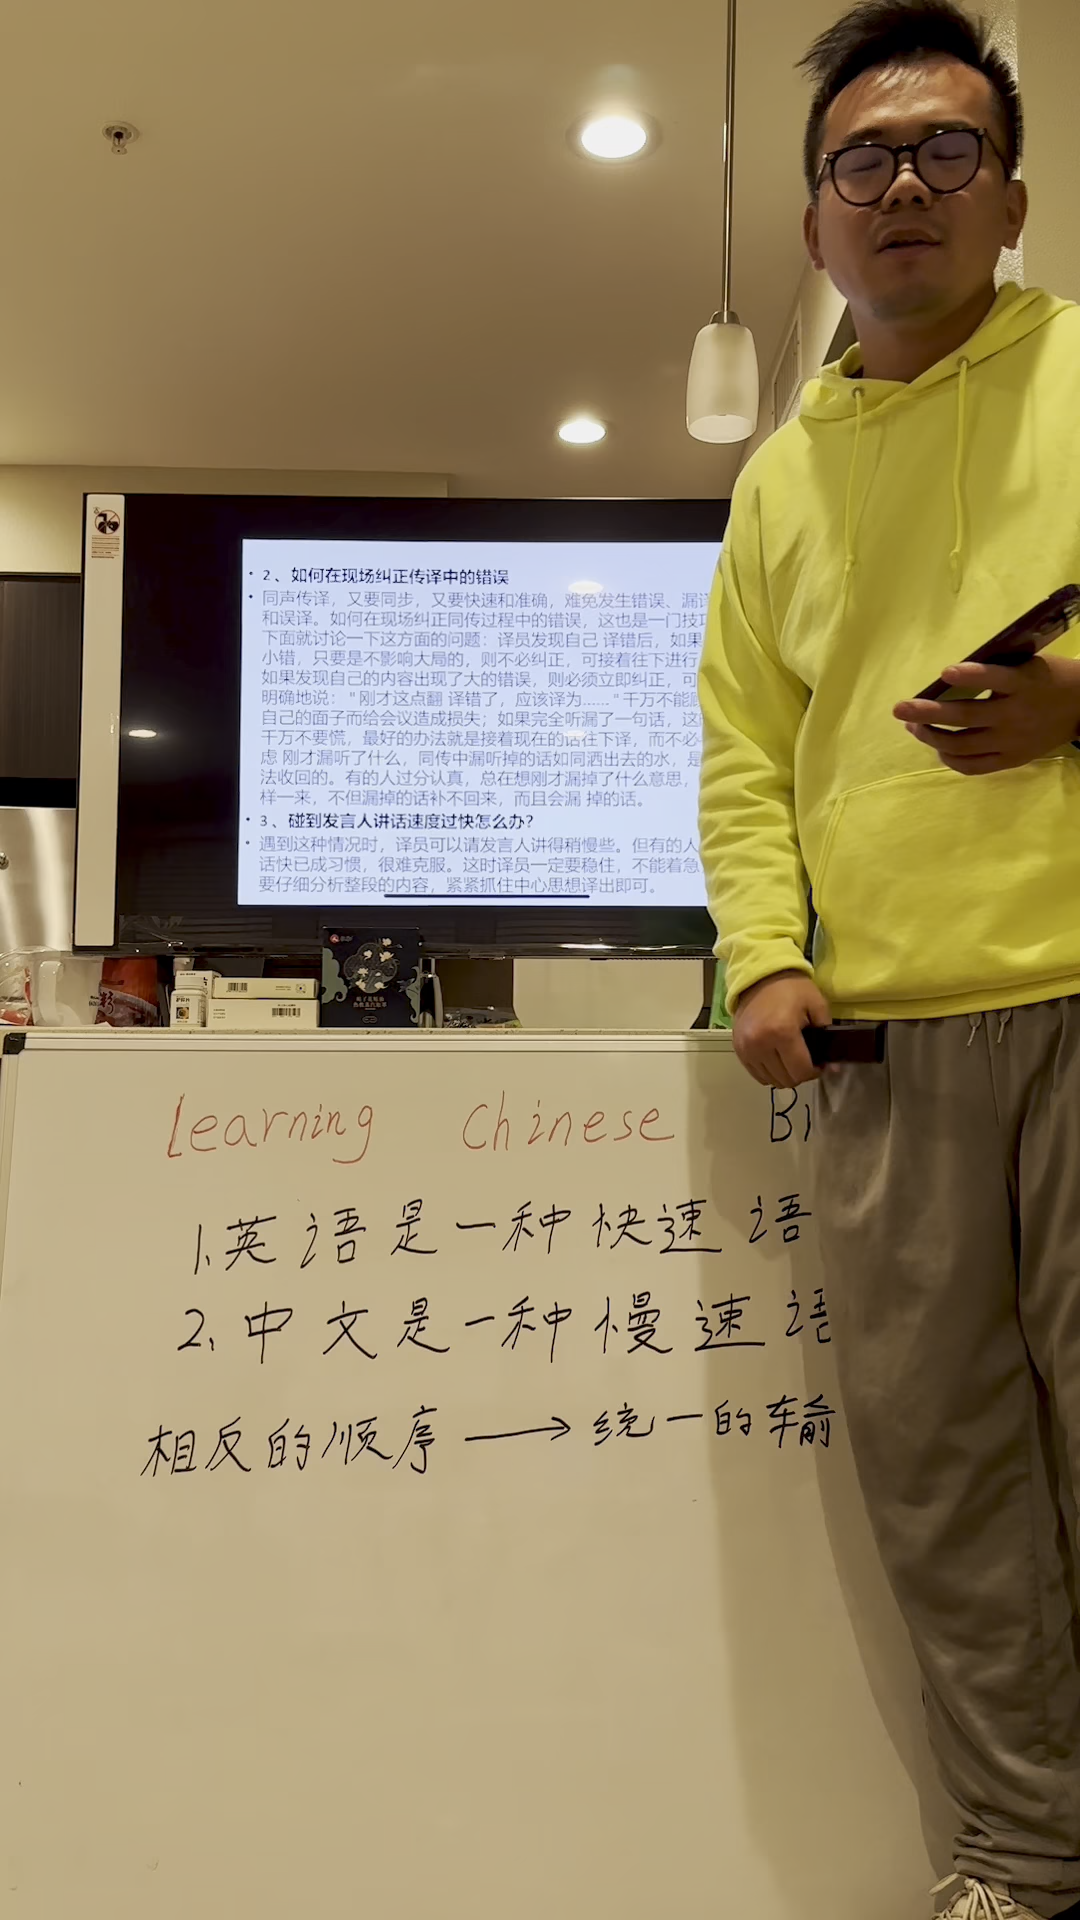 • 2、如何在现场纠正传译中的错误
• 同声传译，又要同步，又要快速和准确，难免发生错误、漏译
和误译。如何在现场纠正同传过程中的错误，这也是一门技巧
下面就讨论一下这方面的问题：译员发现自己 译错后，如果
小错，只要是不影响大局的，则不必纠正，可接着往下进行
如果发现自己的内容出现了大的错误，则必须立即纠正，可
明确地说："刚才这点翻 译错了，应该译为......"千万不能顾
自己的面子而给会议造成损失；如果完全听漏了一句话，这时
千万不要慌，最好的办法就是接着现在的话往下译，而不必
虑 刚才漏听了什么，同传中漏听掉的话如同洒出去的水，是
法收回的。有的人过分认真，总在想刚才漏掉了什么意思，
样一来，不但漏掉的话补不回来，而且会漏 掉的话。
• 3、碰到发言人讲话速度过快怎么办?
• 遇到这种情况时，译员可以请发言人讲得稍慢些。但有的人
话快已成习惯，很难克服。这时译员一定要稳住，不能着急
要仔细分析整段的内容，紧紧抓住中心思想译出即可。
learning Chinese
1.英语是一种快速语
2.中文是一种慢速语
相反的顺序 → 统一的输